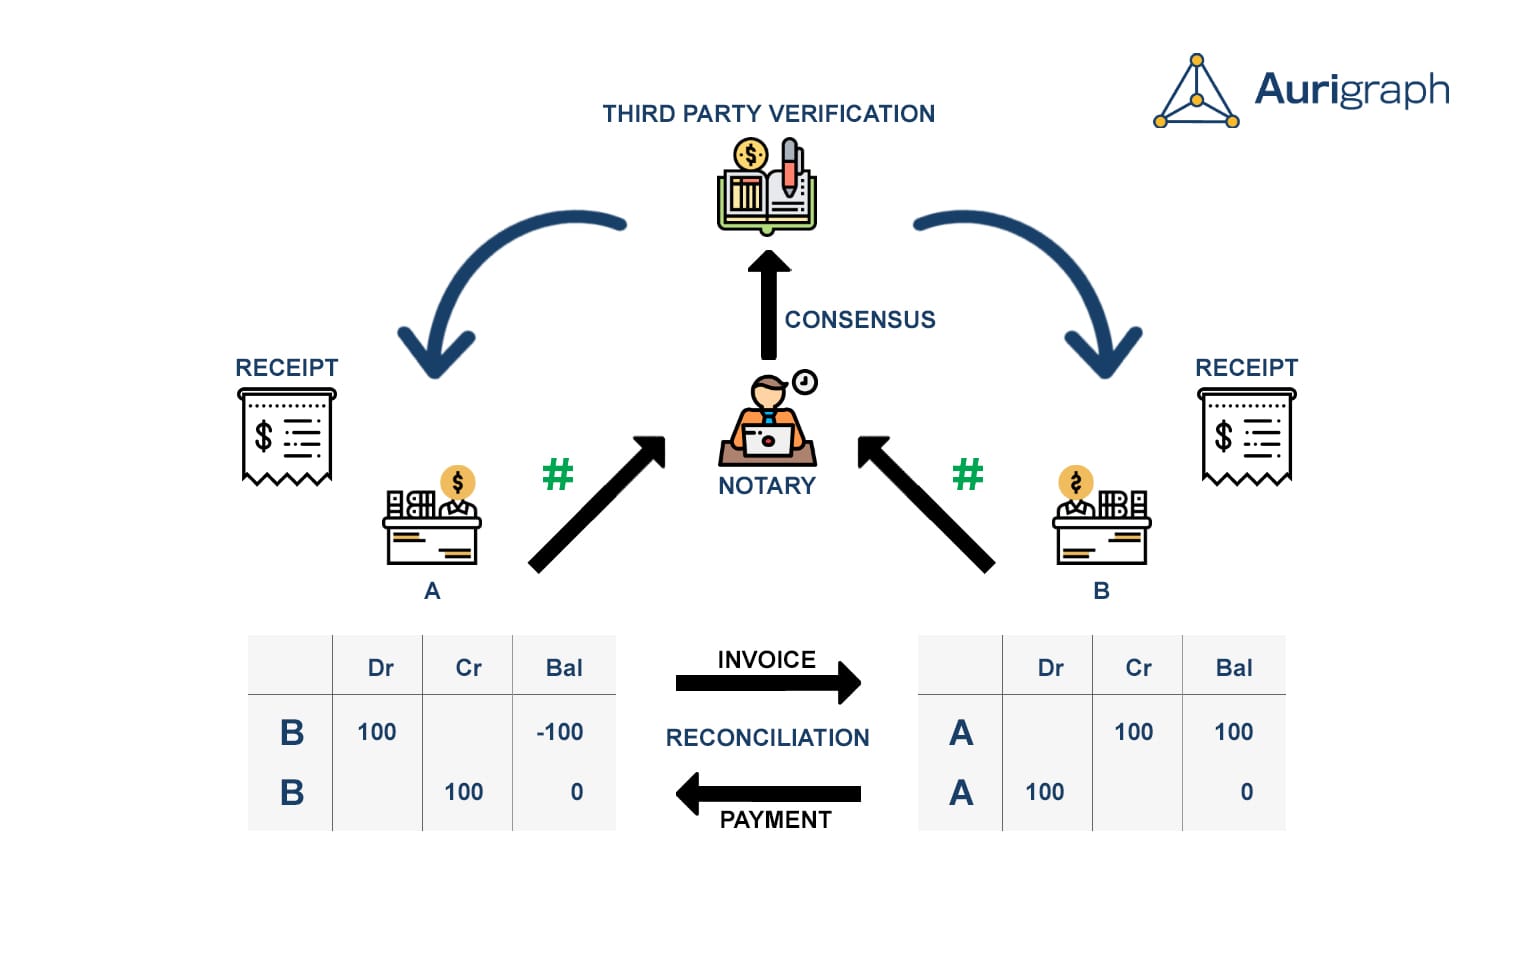 Aurigraph
THIRD PARTY VERIFICATION
$
CONSENSUS
RECEIPT
$
RECEIPT
$
#
#
NOTARY
$
$
A
B
Dr Cr Bal
B 100 -100
B 100 0
INVOICE
RECONCILIATION
PAYMENT
Dr Cr Bal
A 100 100
A 100 0